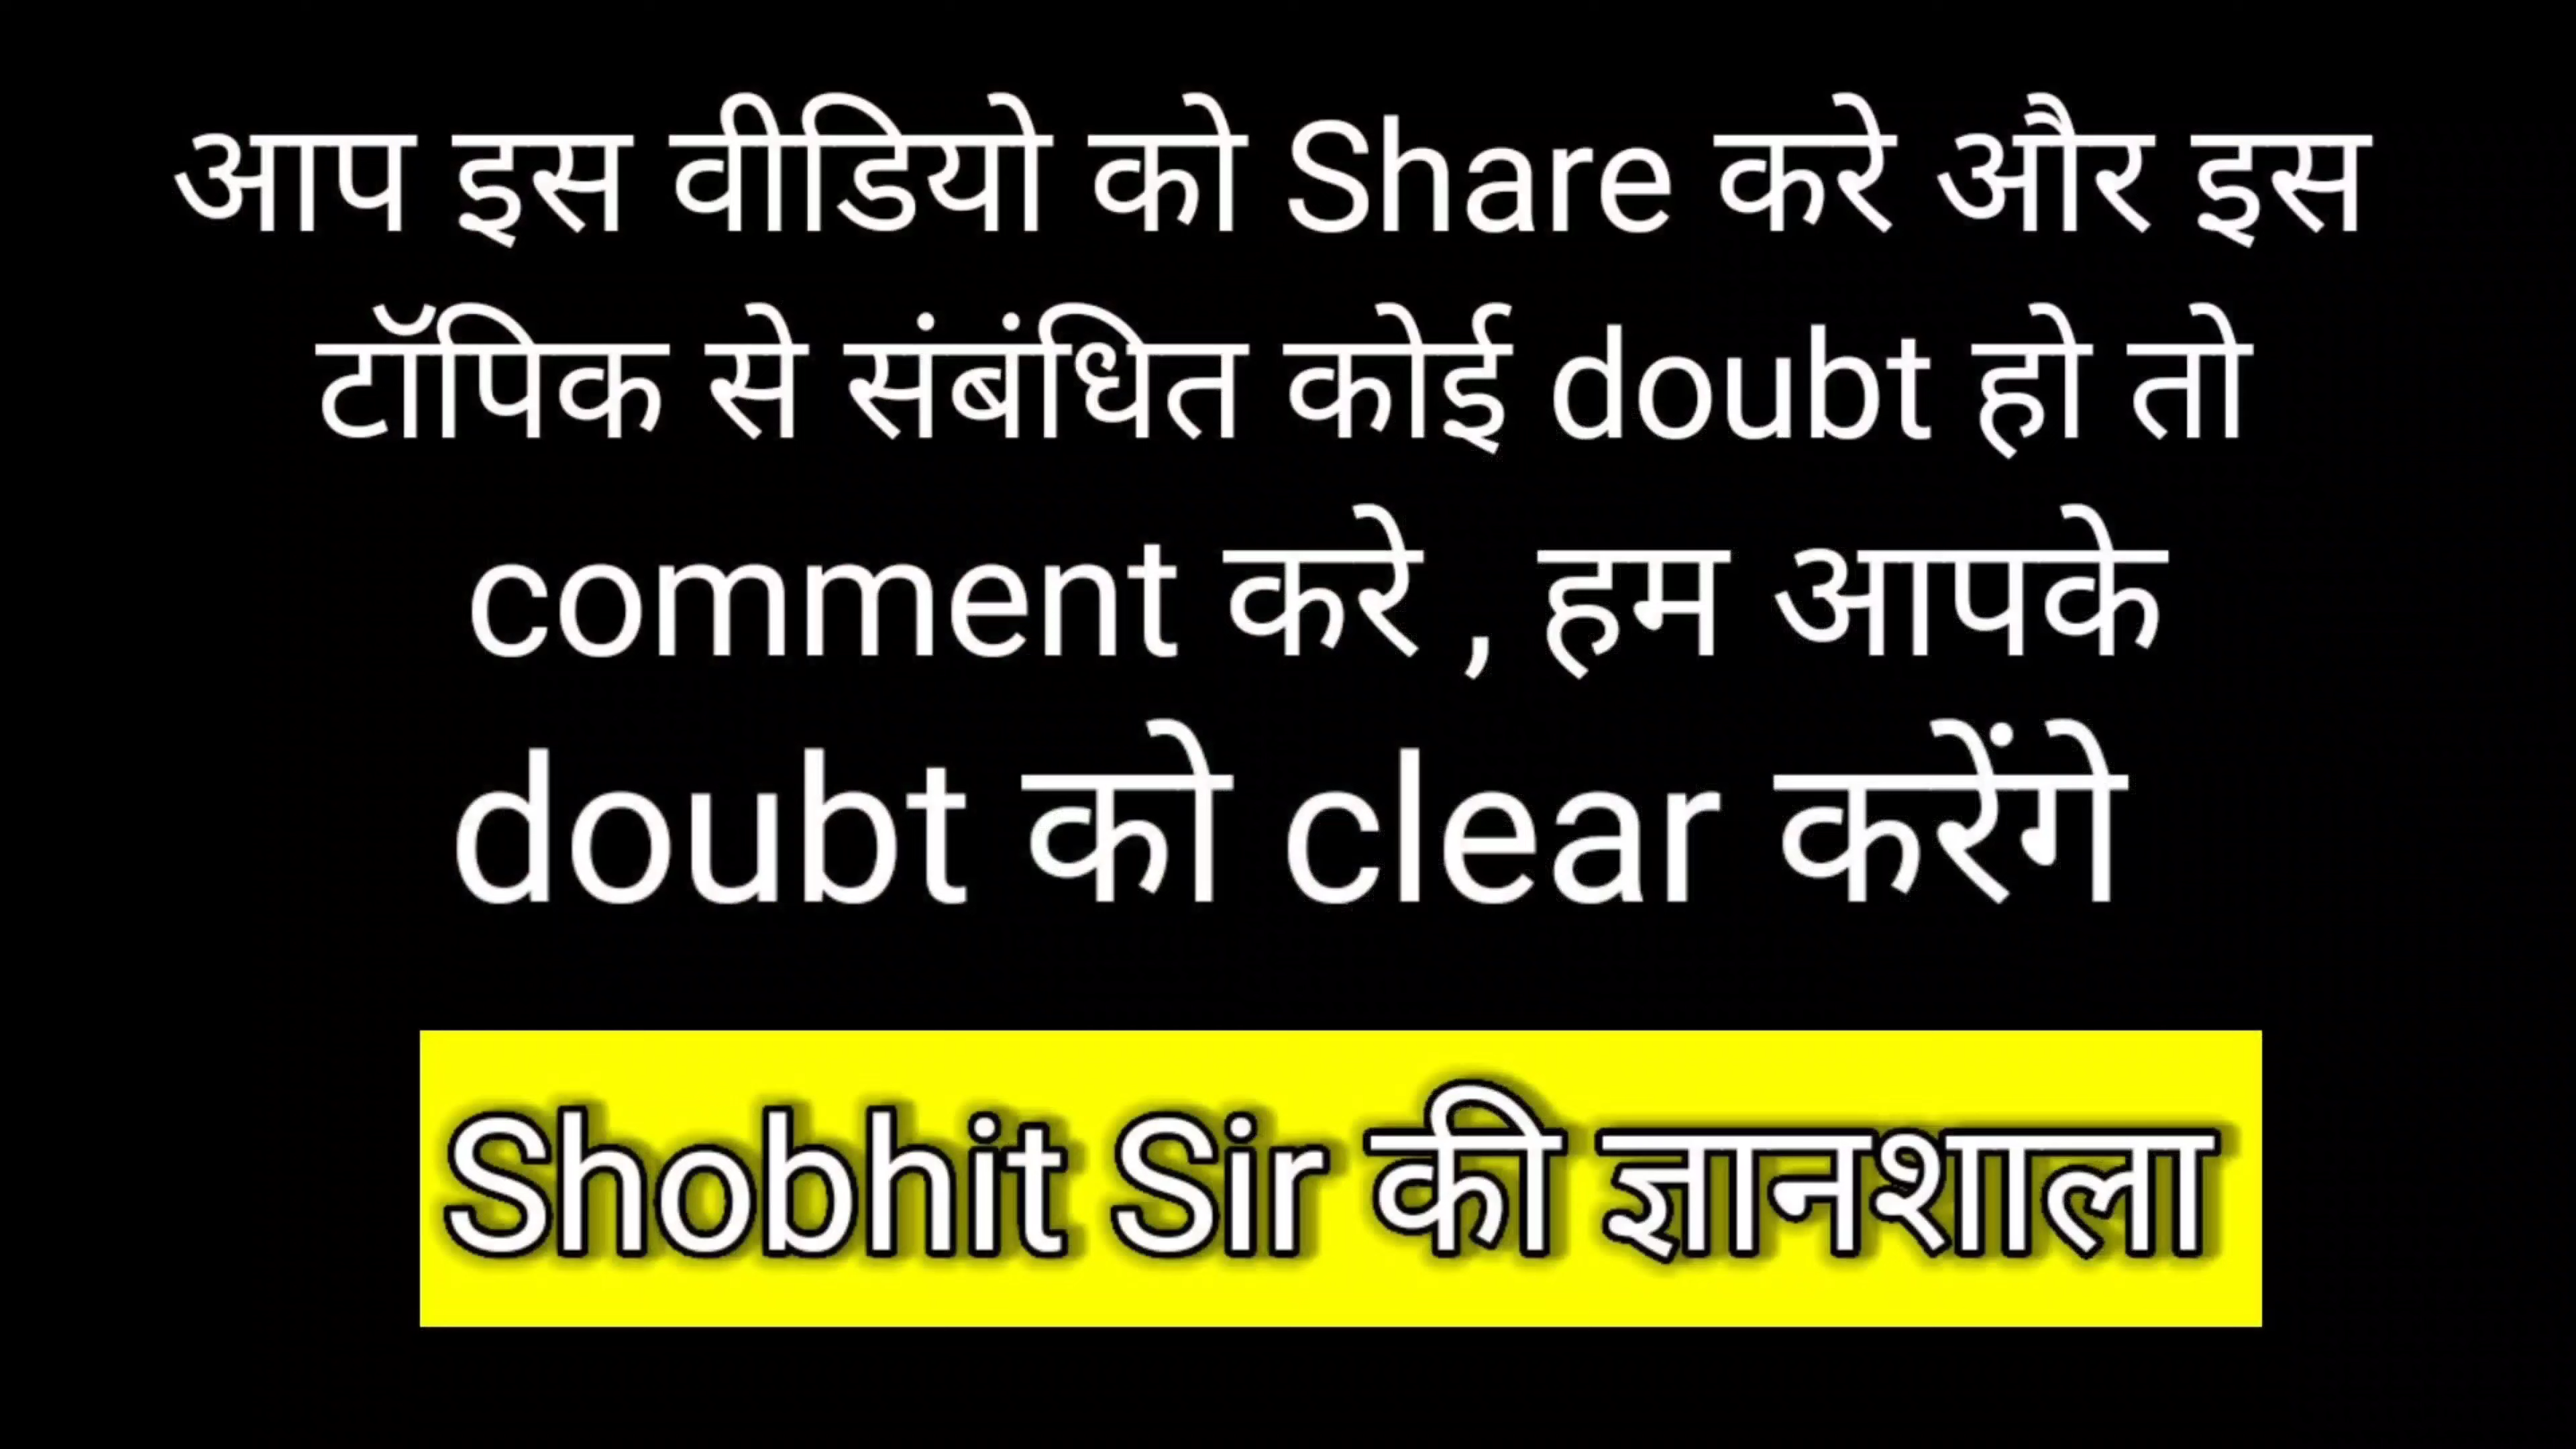 आप इस वीडियो को Share करे और इस
टॉपिक से संबंधित कोई doubt हो तो
comment करे , हम आपके
doubt को clear करेंगे
Shobhit Sir की ज्ञानशाला